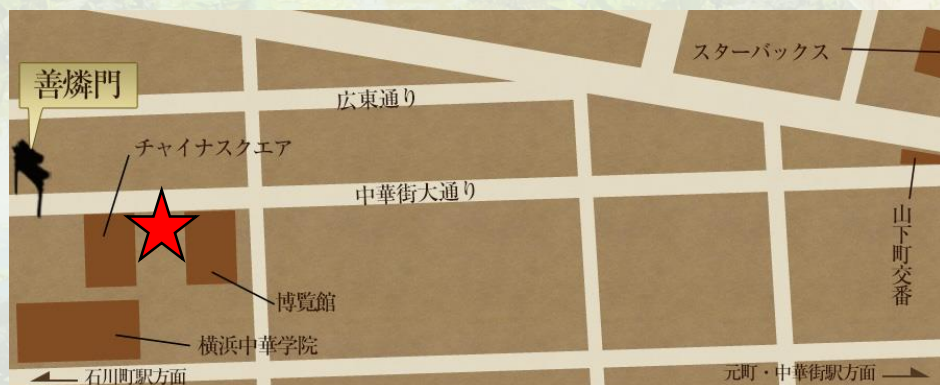 スターバックス
善燐門
広東通り
チャイナスクエア
中華街大通り
山下町交番
博覧館
横浜中華学院
石川町駅方面
元町・中華街駅方面